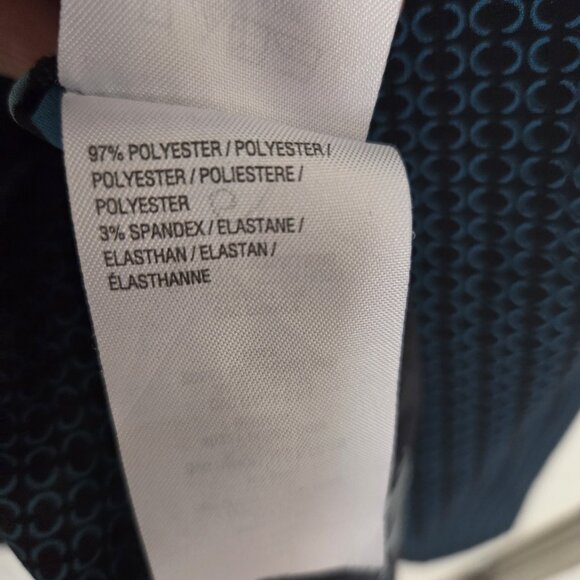 97% POLYESTER / POLYESTER /
POLYESTER / POLIESTERE /
POLYESTER
3% SPANDEX / ELASTANE /
ELASTHAN / ELASTAN /
ÉLASTHANNE